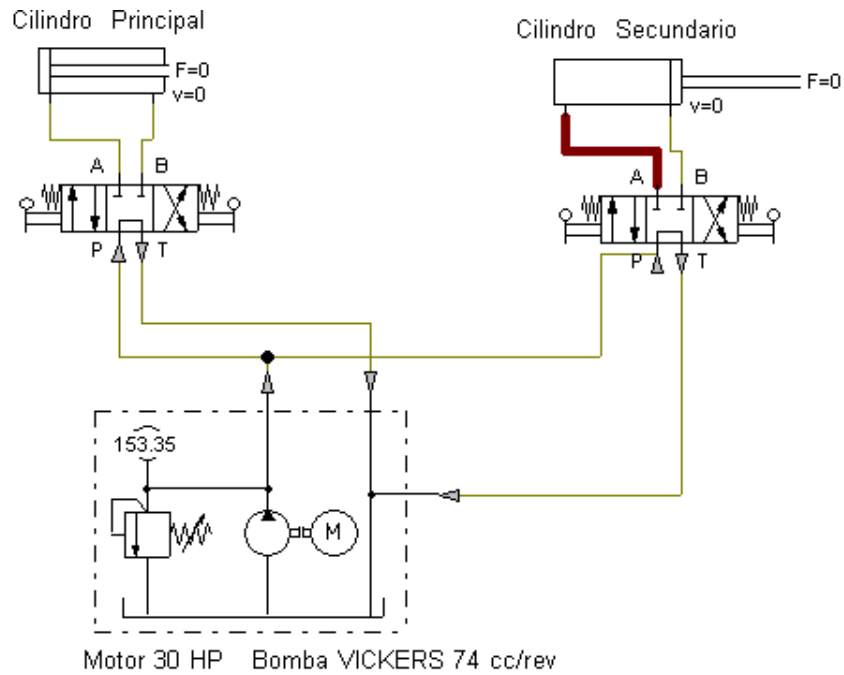 Cilindro Principal
Cilindro Secundario
F=0
v=0
F=0
v=0
A B
A B
P T
P T
153.35
M
Motor 30 HP Bomba VICKERS 74 cc/rev